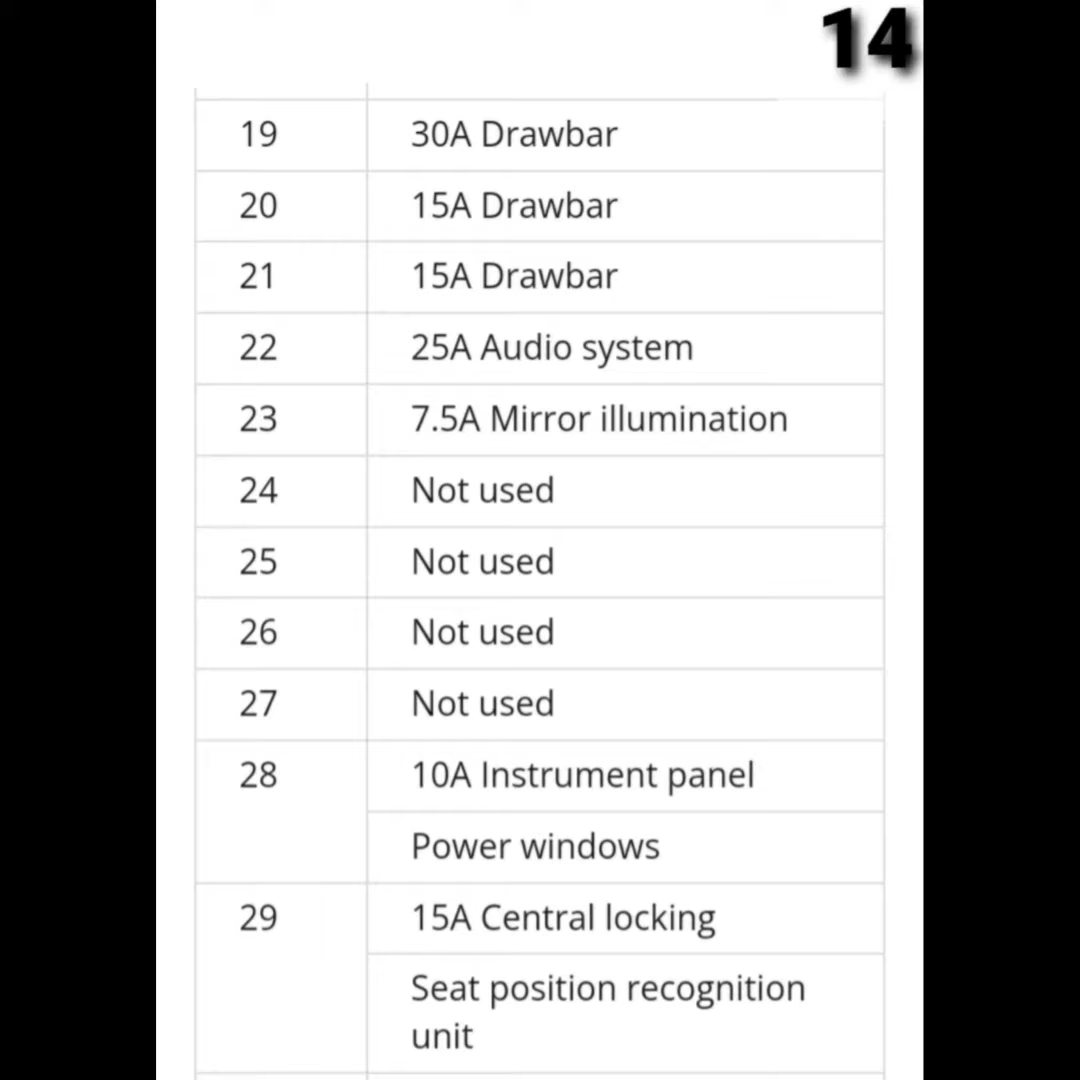 14
19 30A Drawbar
20 15A Drawbar
21 15A Drawbar
22 25A Audio system
23 7.5A Mirror illumination
24 Not used
25 Not used
26 Not used
27 Not used
28 10A Instrument panel
Power windows
29 15A Central locking
Seat position recognition
unit